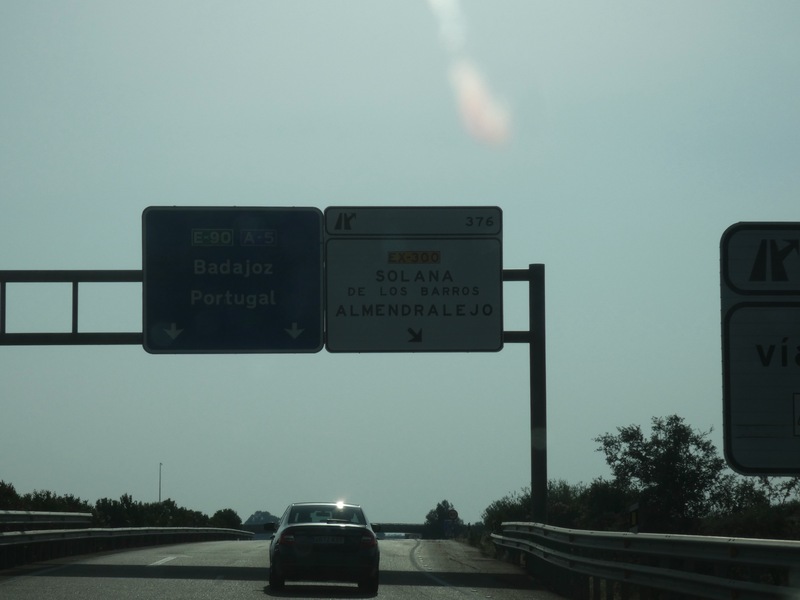 E-90 A-5
Badajoz
Portugal
376
EX-300
SOLANA
DE LOS BARROS
ALMENDRALEJO